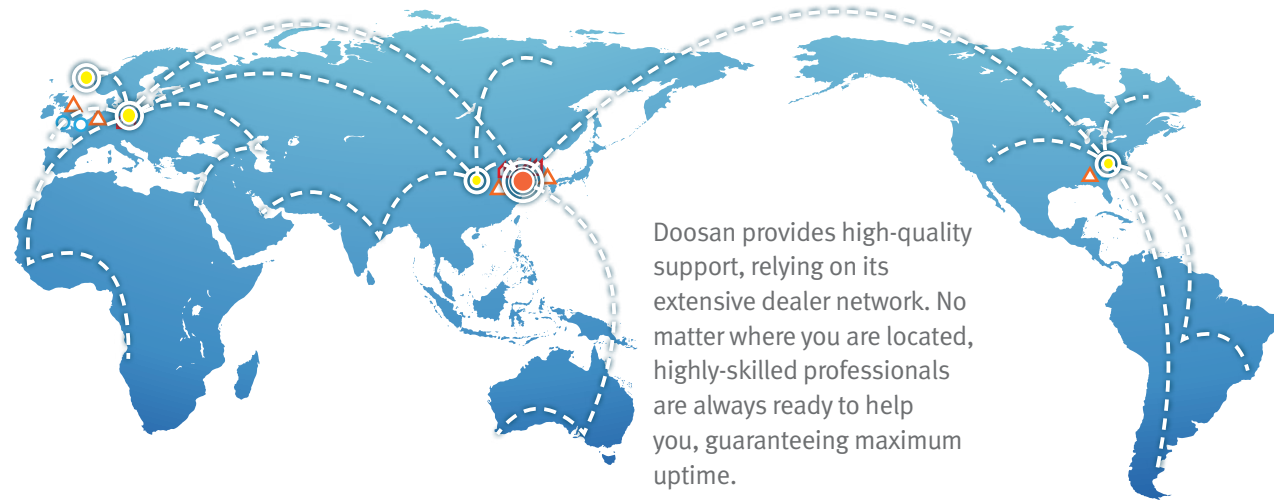 Doosan provides high-quality
support, relying on its
extensive dealer network. No
matter where you are located,
highly-skilled professionals
are always ready to help
you, guaranteeing maximum
uptime.